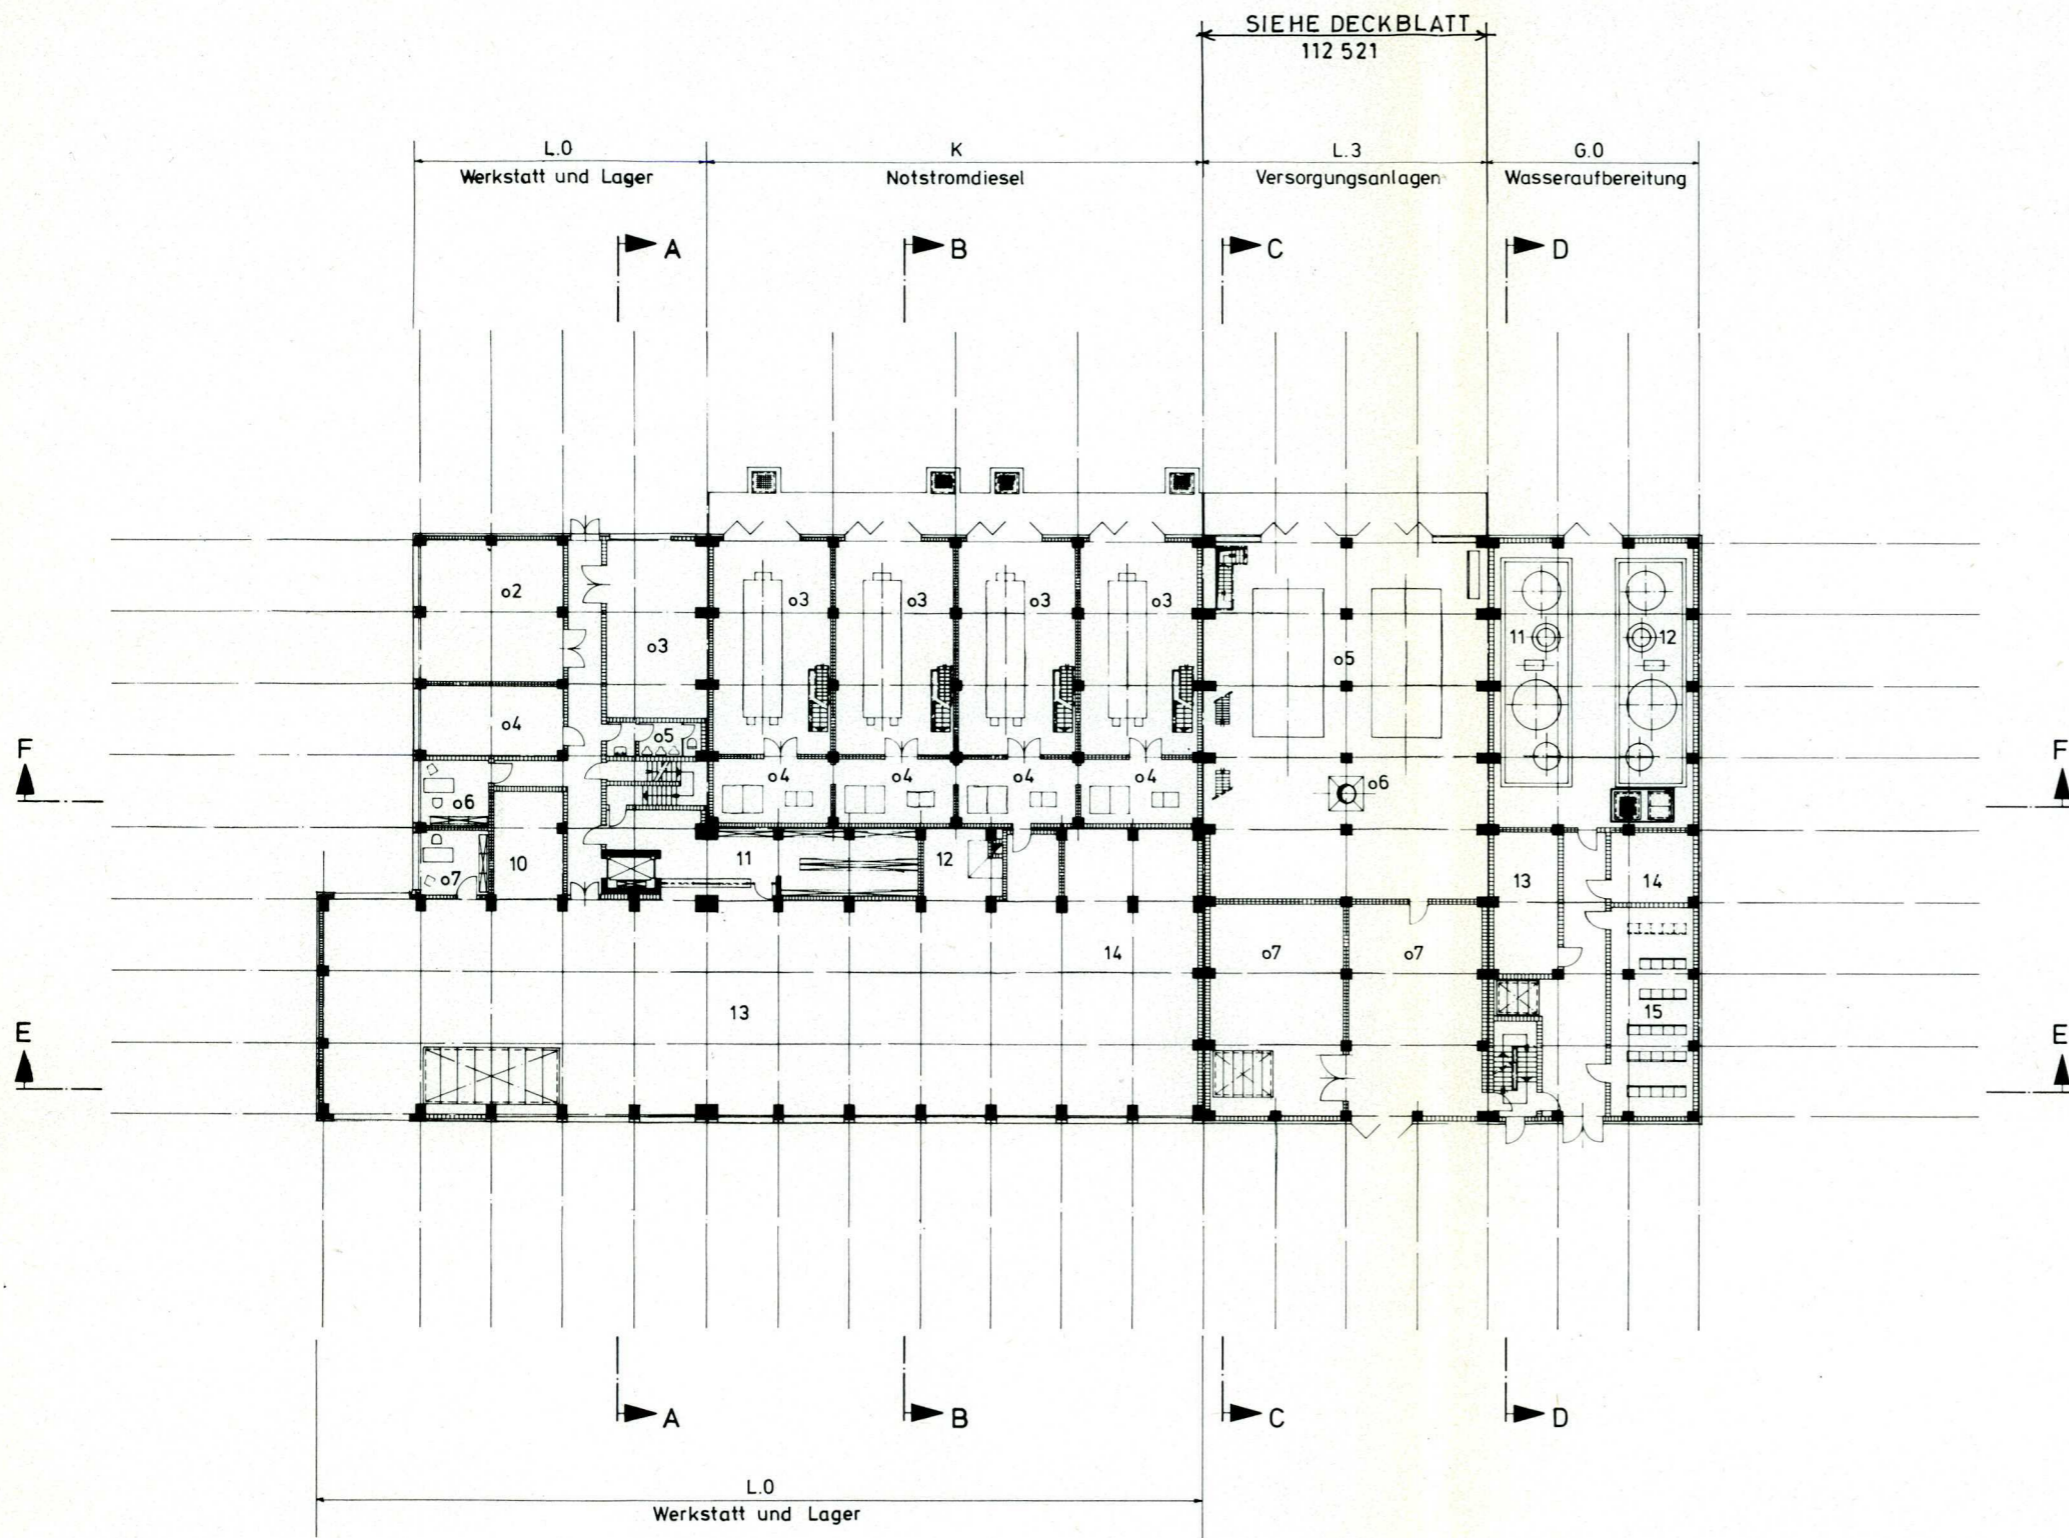 SIEHE DECKBLATT
112 521
L.0 K L.3 G.0
Werkstatt und Lager Notstromdiesel Versorgungsanlagen Wasseraufbereitung
A B C D
o2 o3 o3 o3 o3
11 12
o3 o5
o4 o5
F F
o4 o4 o4 o4 o6
o6
10 11 12 13 14
o7
14 o7 o7
13 15
E E
A B C D
L.0
Werkstatt und Lager